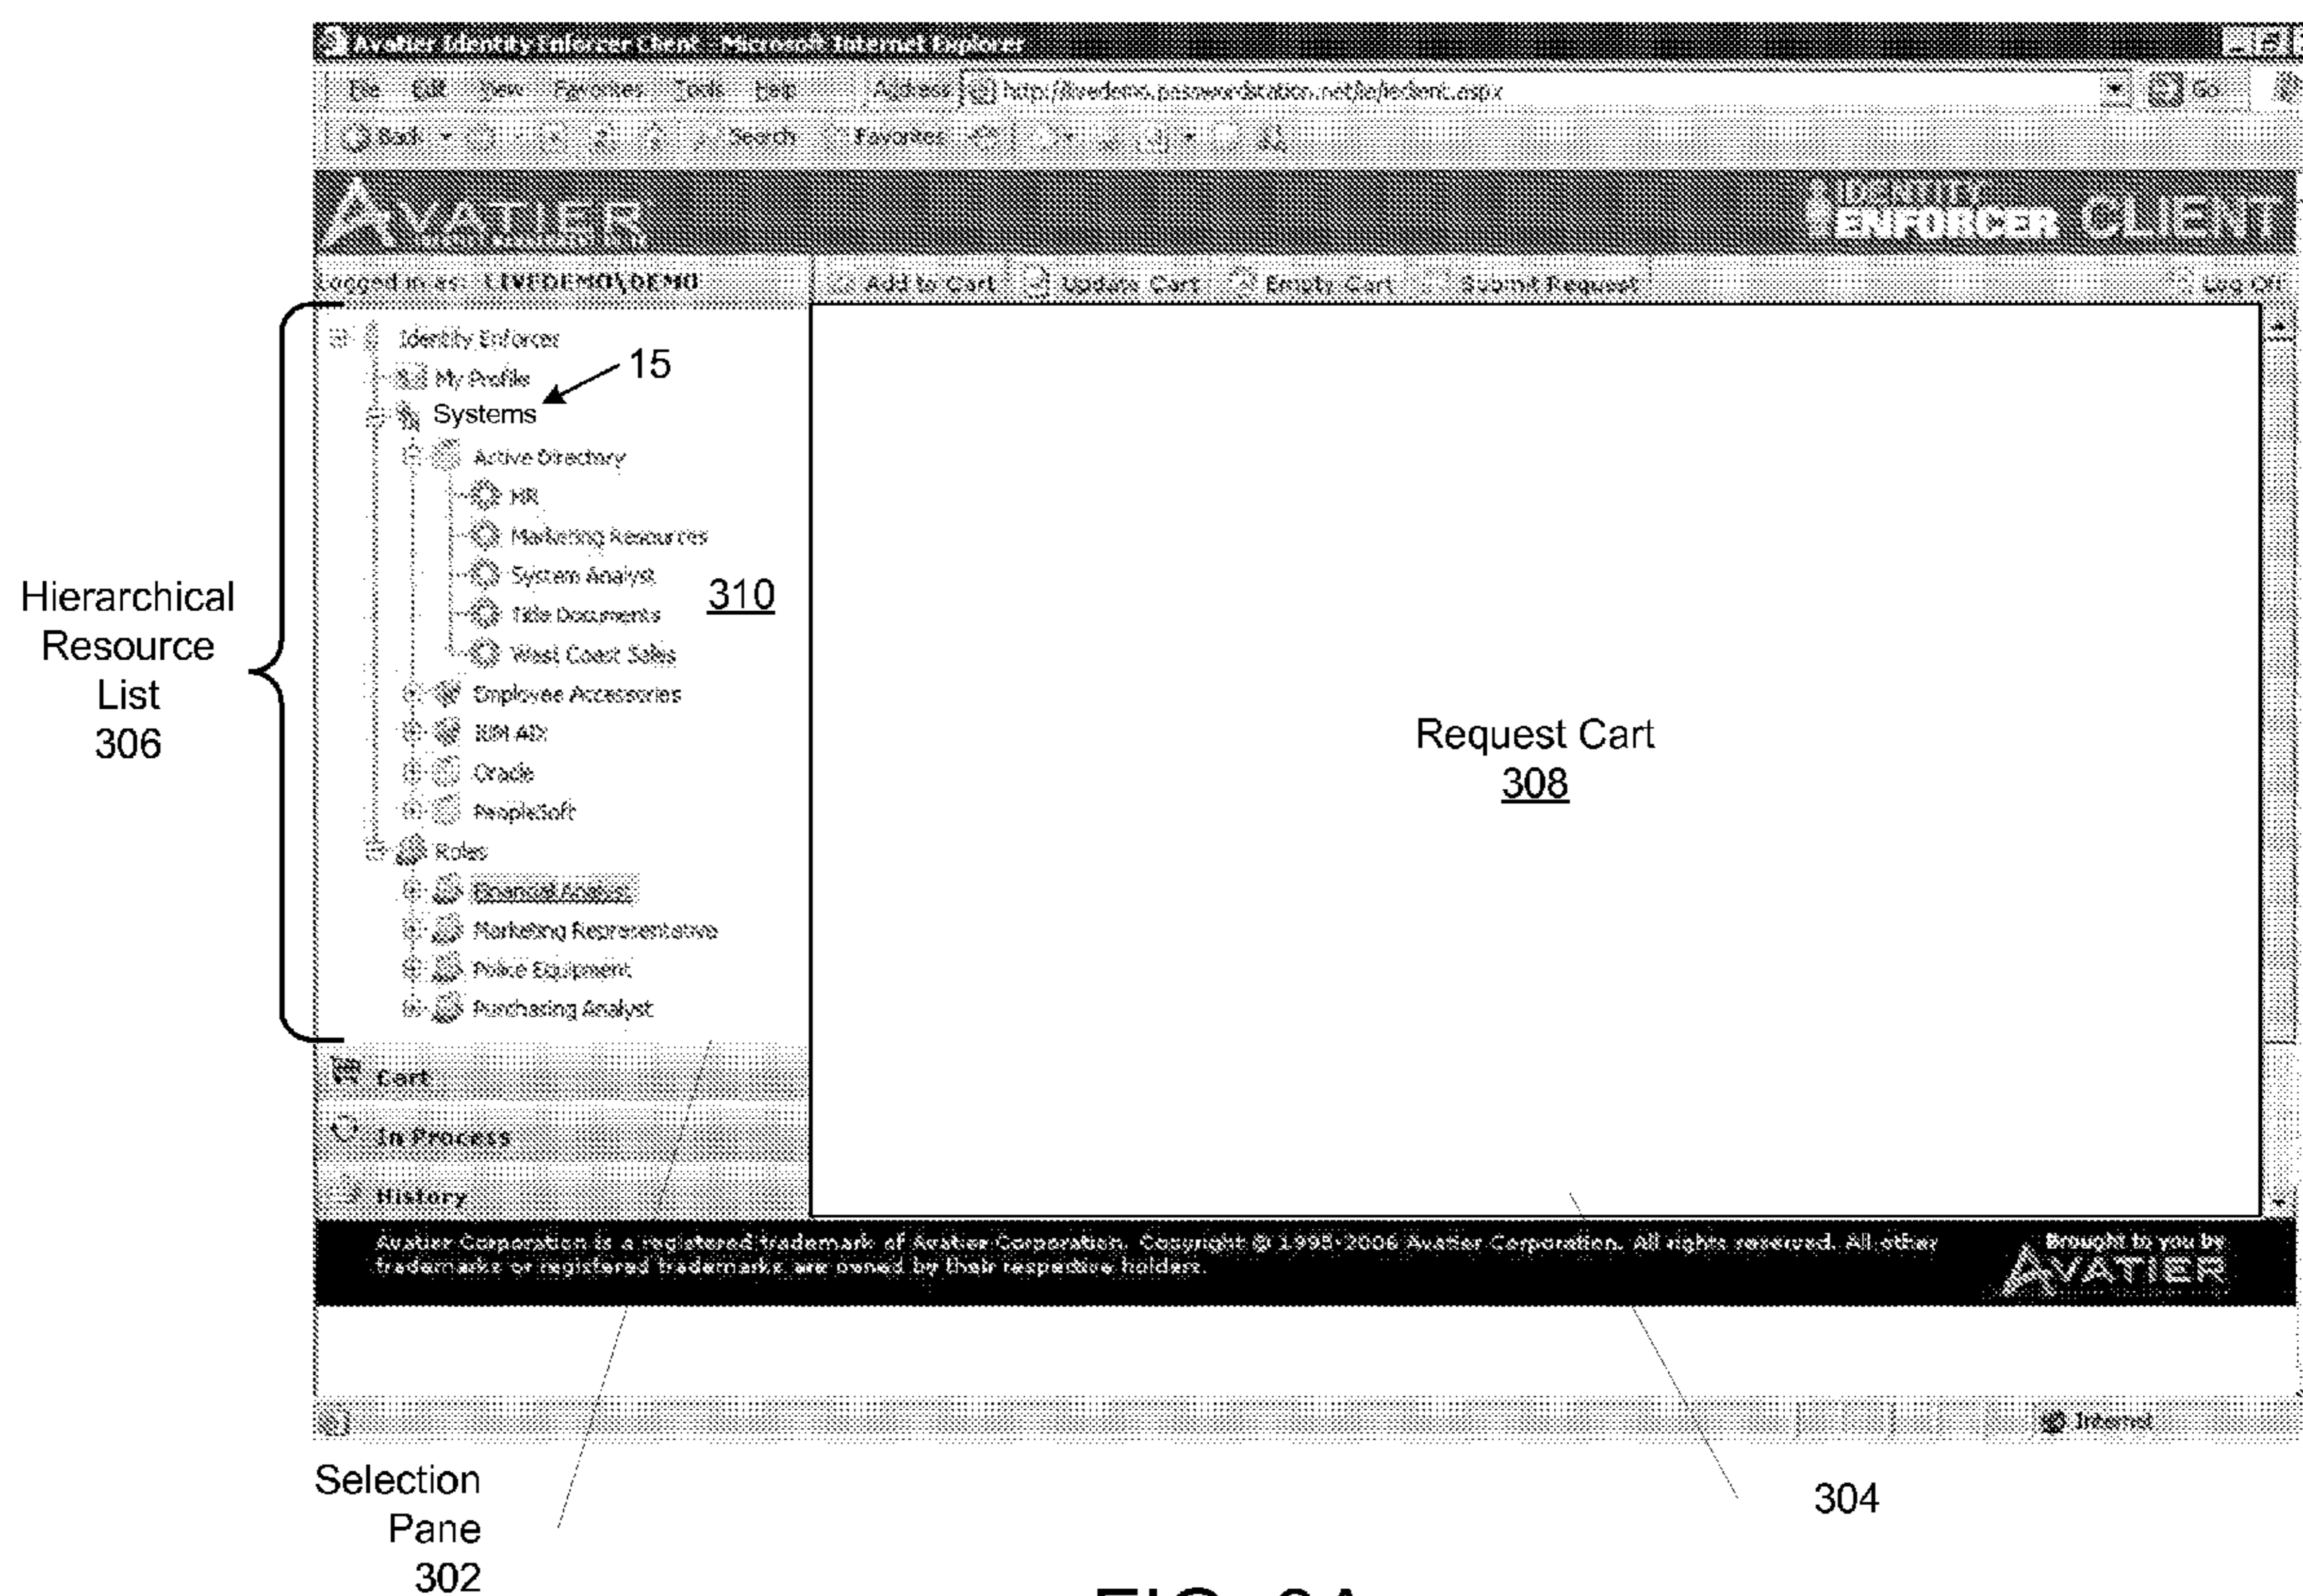 Avatier Identity Enforcer Client - Microsoft Internet Explorer
File Edit View Favorites Tools Help Address http://livedemo.passwordstation.net/ie/ieclient.aspx Go
Back Search Favorites
AVATIER
IDENTITY MANAGEMENT SUITE
IDENTITY
ENFORCER CLIENT
Logged in as: LIVEDEMO\DEMO
Add to Cart Update Cart Empty Cart Submit Request Log Off
Identity Enforcer
My Profile
15
Systems
Active Directory
HR
Marketing Resources
System Analyst
310
Title Documents
West Coast Sales
Employee Accessories
Oracle
PeopleSoft
Roles
Financial Analyst
Marketing Representative
Police Equipment
Purchasing Analyst
Hierarchical
Resource
List
306
Request Cart
308
Cart
In Process
History
Avatier Corporation is a registered trademark of Avatier Corporation. Copyright © 1998-2006 Avatier Corporation. All rights reserved. All other
trademarks or registered trademarks are owned by their respective holders.
Brought to you by
AVATIER
Internet
Selection
Pane
302
304